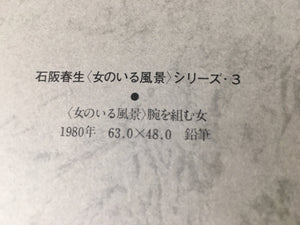 石阪春生〈女のいる風景〉シリーズ・3
●
〈女のいる風景〉腕を組む女
1980年 63.0×48.0 鉛筆